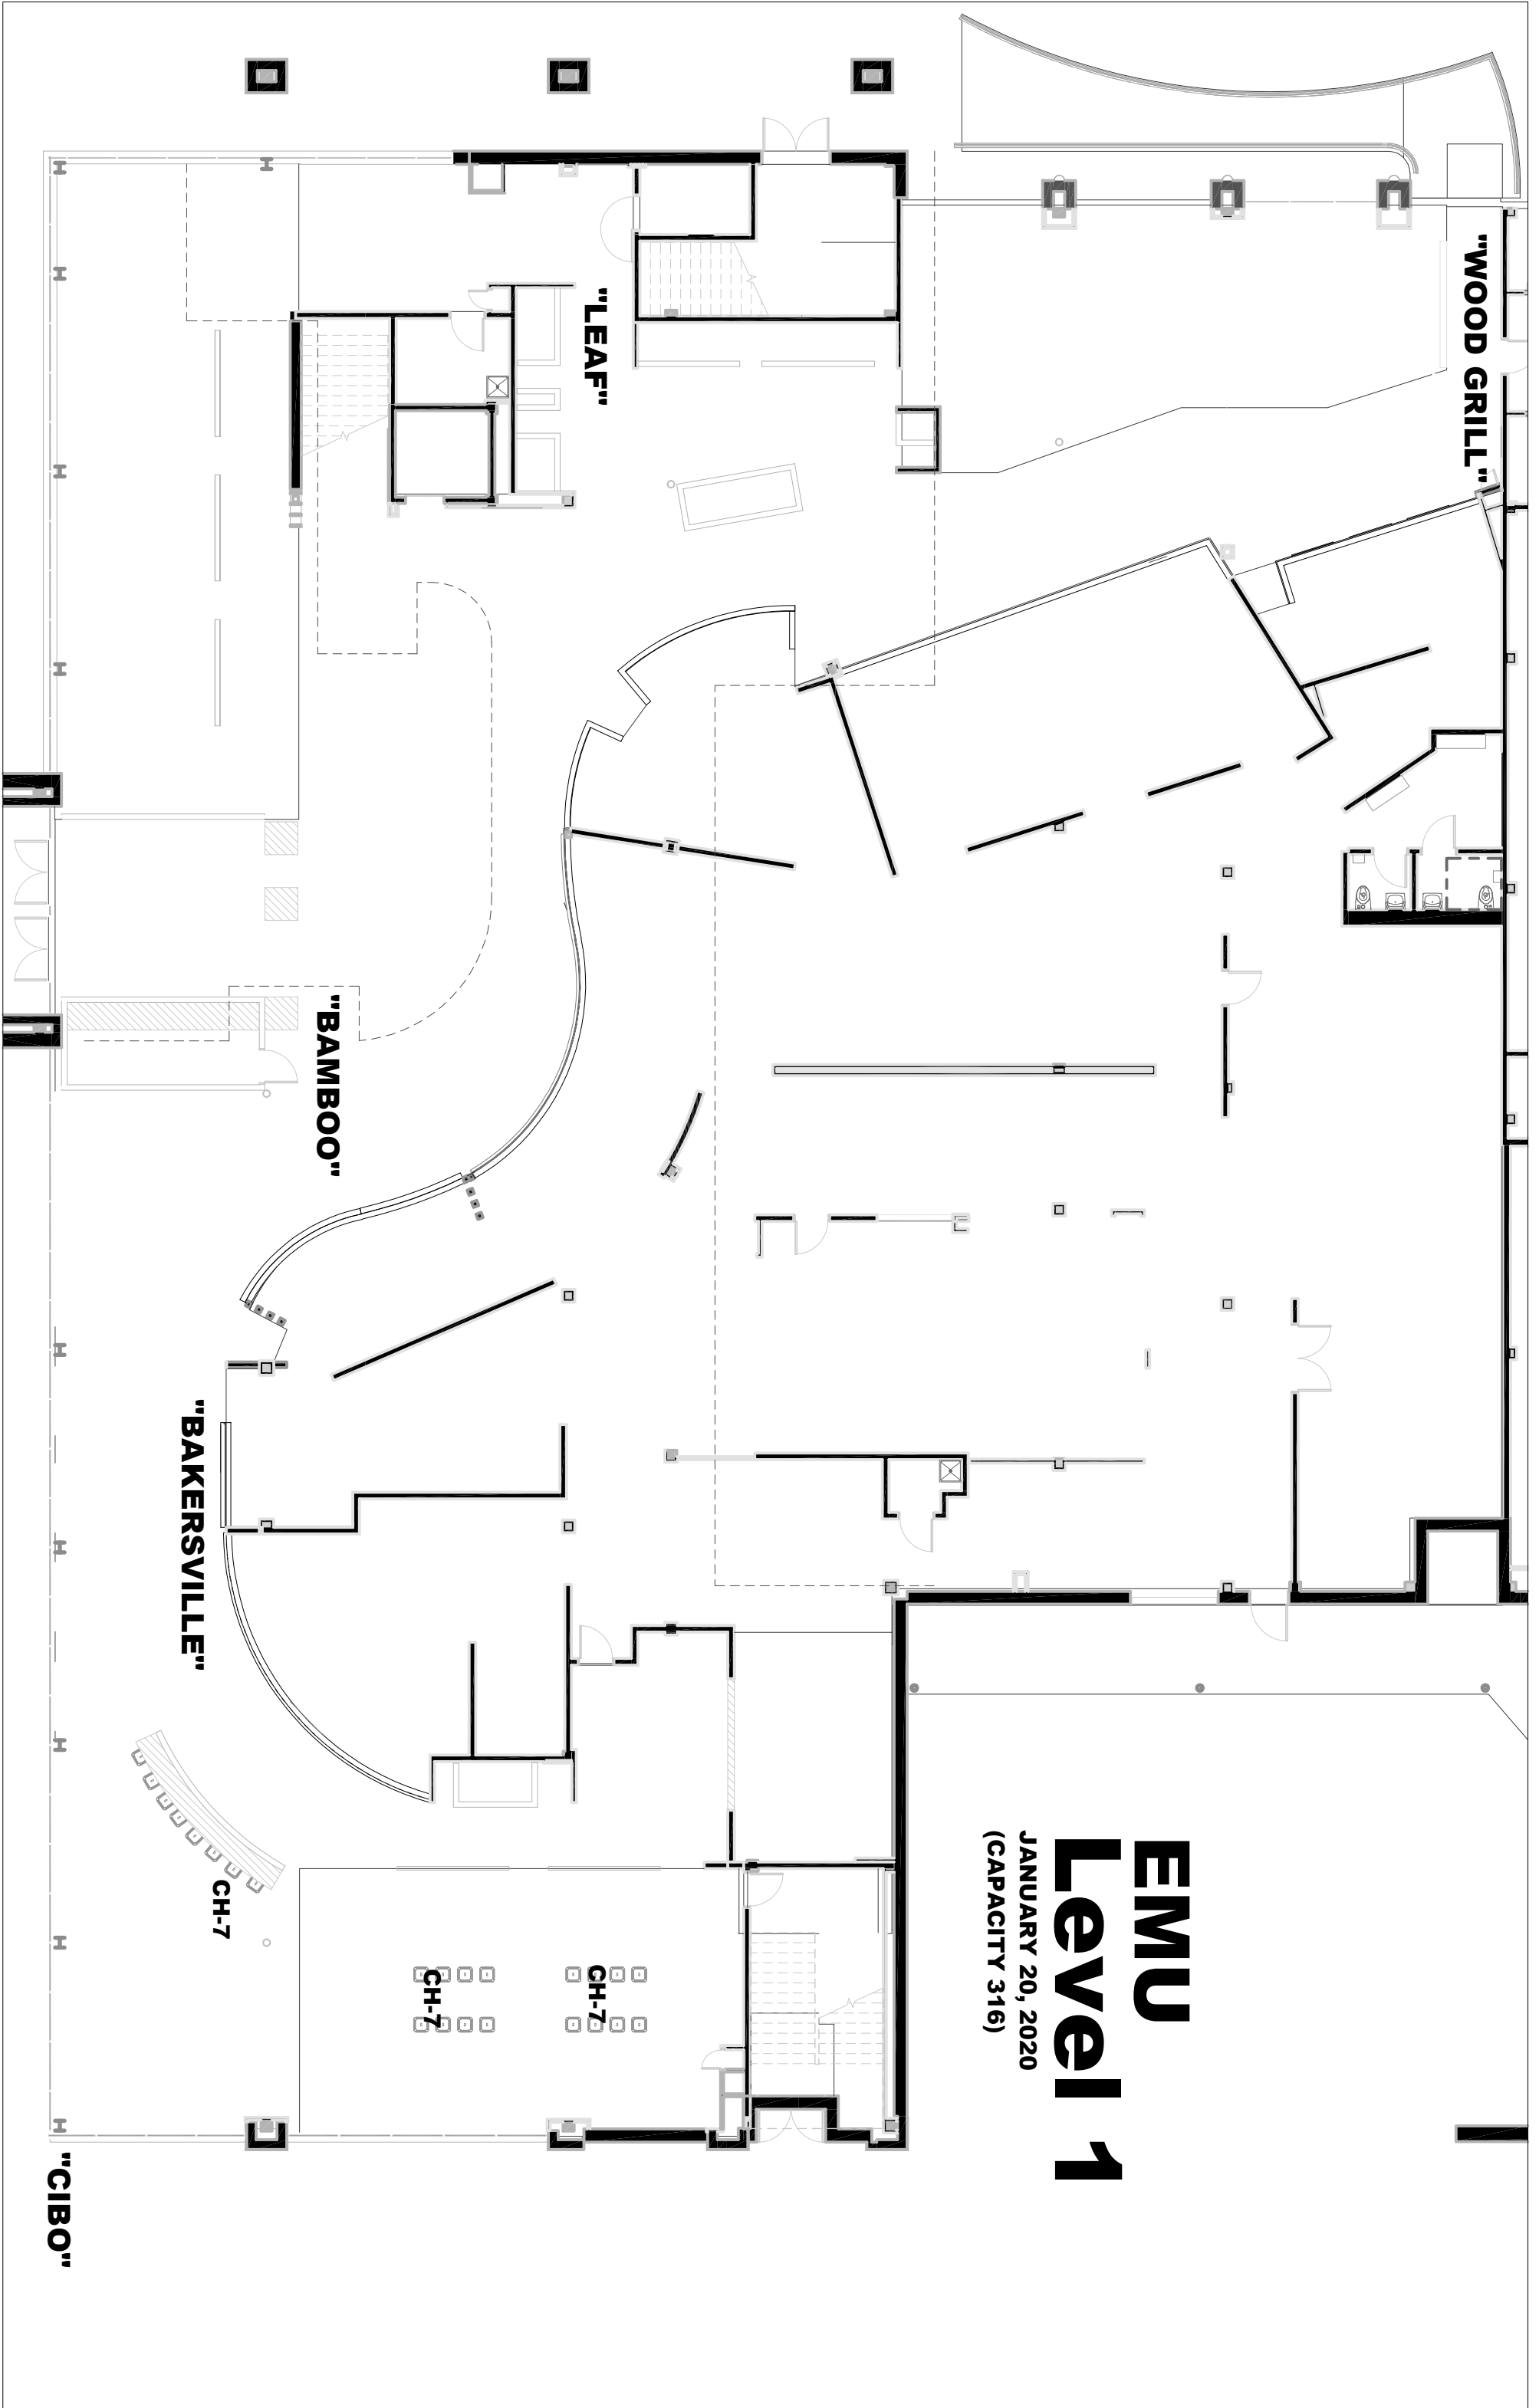 EMU
Level 1
JANUARY 20, 2020
(CAPACITY 316)
"WOOD GRILL"
"LEAF"
"BAMBOO"
"BAKERSVILLE"
CH-7
CH-7
CH-7
"CIBO"